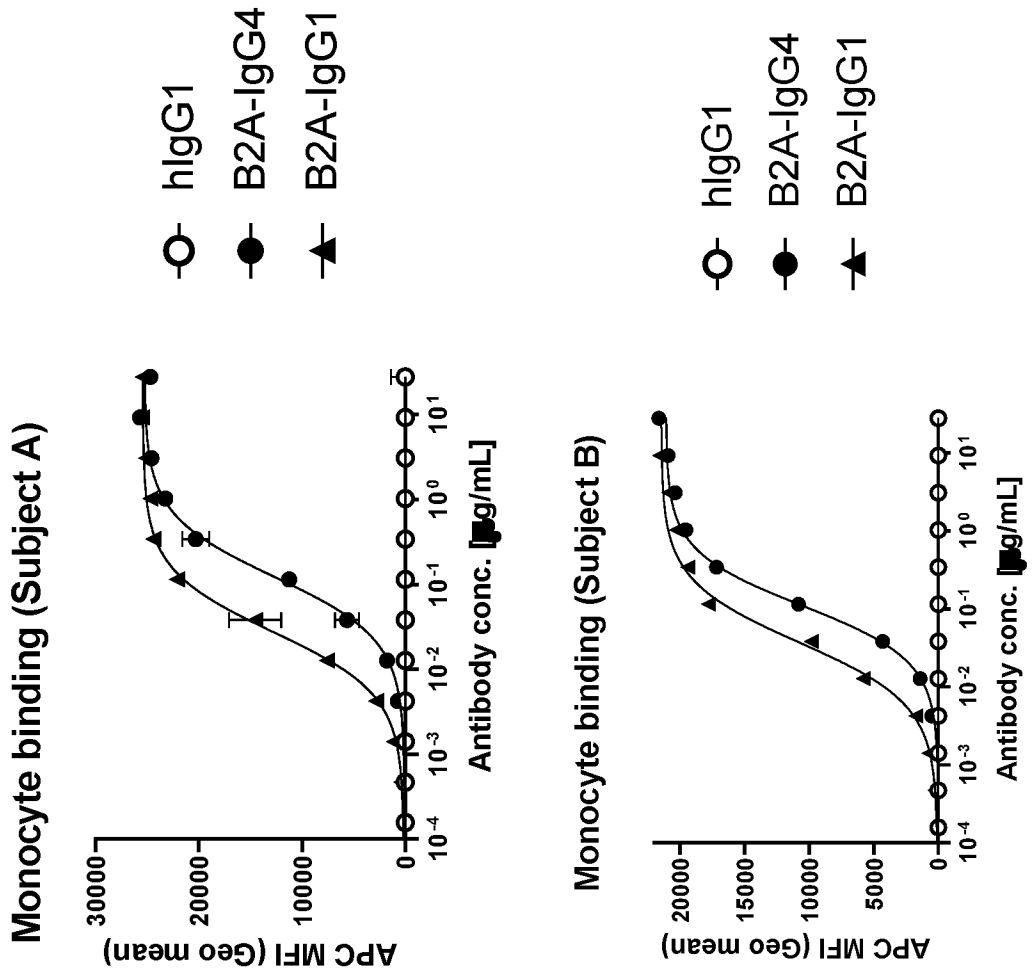 Monocyte binding (Subject A)
APC MFI (Geo mean)
30000
20000
10000
0
10-4
10-3
10-2
10-1
100
101
Antibody conc. [g/mL]
hIgG1
B2A-IgG4
B2A-IgG1
Monocyte binding (Subject B)
APC MFI (Geo mean)
20000
15000
10000
5000
0
10-4
10-3
10-2
10-1
100
101
Antibody conc. [g/mL]
hIgG1
B2A-IgG4
B2A-IgG1